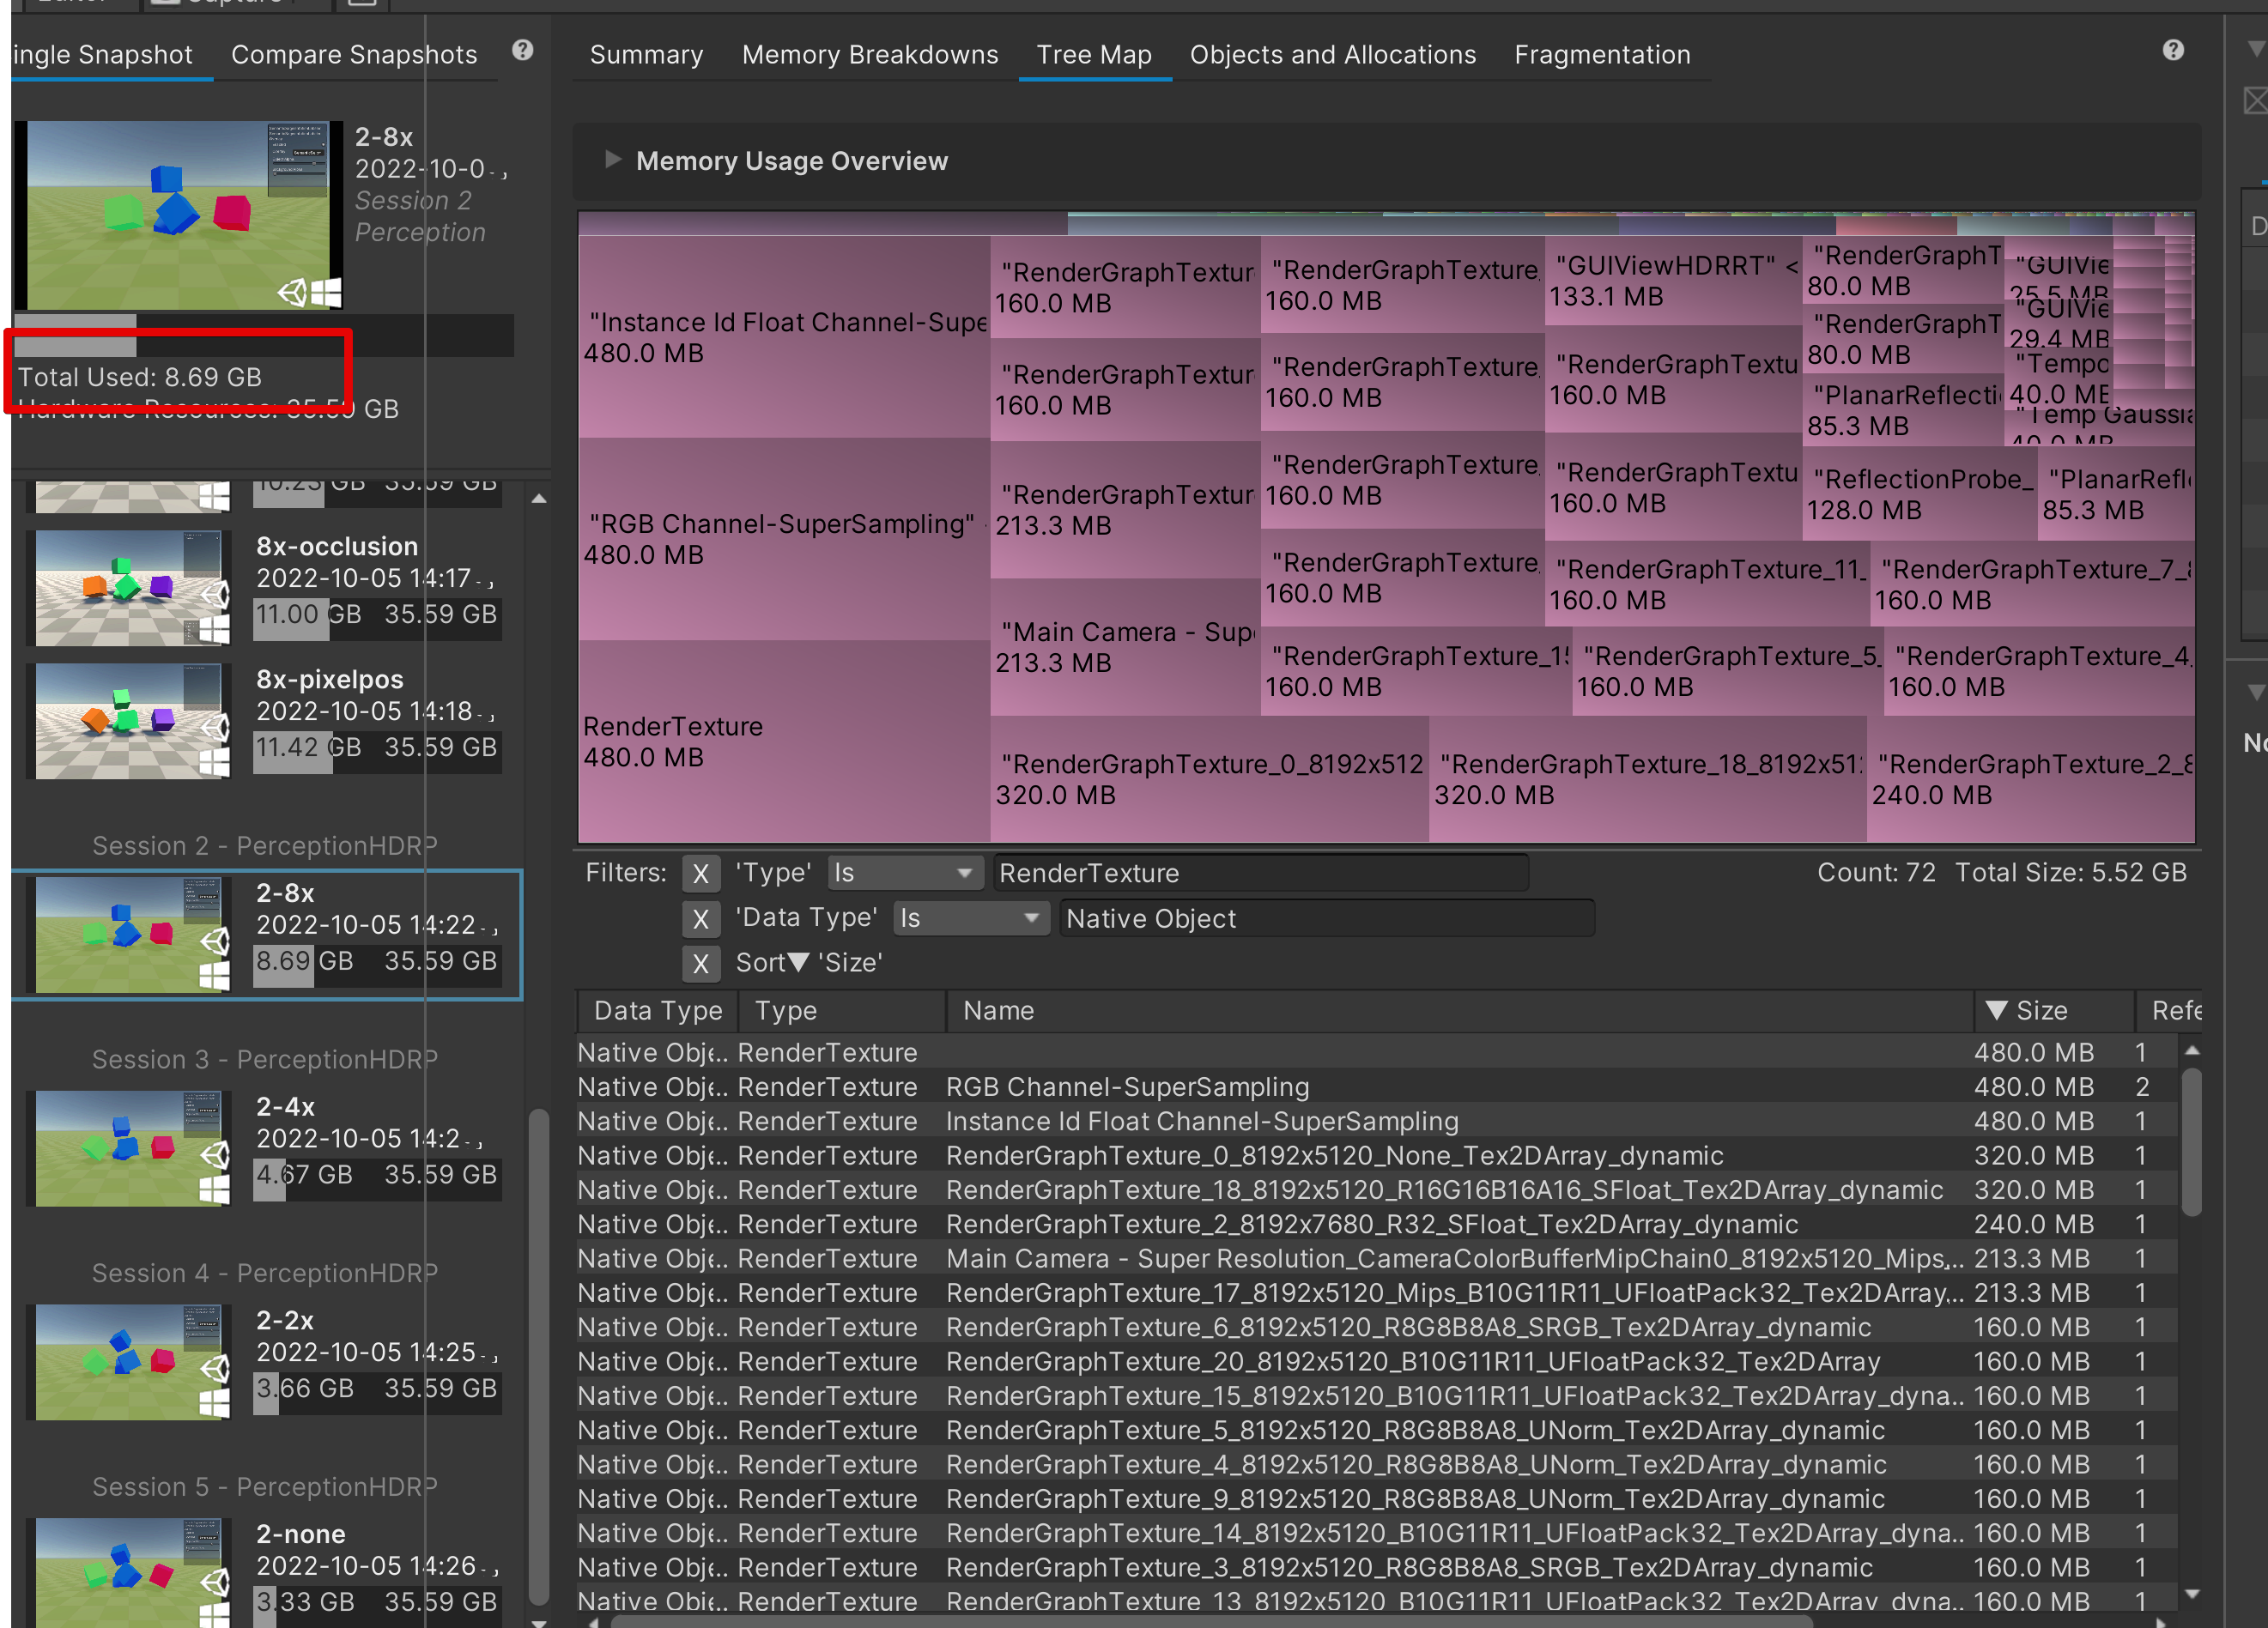 ingle Snapshot
Compare Snapshots
Summary
Memory Breakdowns
Tree Map
Objects and Allocations
Fragmentation
2-8x
2022-10-0
Session 2
Perception
Total Used: 8.69 GB
Hardware Resources: 35.59 GB
10.23 GB 35.59 GB
8x-occlusion
2022-10-05 14:17
11.00 GB 35.59 GB
8x-pixelpos
2022-10-05 14:18
11.42 GB 35.59 GB
Session 2 - PerceptionHDRP
2-8x
2022-10-05 14:22
8.69 GB 35.59 GB
Session 3 - PerceptionHDRP
2-4x
2022-10-05 14:2
4.67 GB 35.59 GB
Session 4 - PerceptionHDRP
2-2x
2022-10-05 14:25
3.66 GB 35.59 GB
Session 5 - PerceptionHDRP
2-none
2022-10-05 14:26
3.33 GB 35.59 GB
Memory Usage Overview
"Instance Id Float Channel-Supe
480.0 MB
"RGB Channel-SuperSampling"
480.0 MB
RenderTexture
480.0 MB
"RenderGraphTextur
160.0 MB
"RenderGraphTextur
160.0 MB
"RenderGraphTextur
213.3 MB
"Main Camera - Sup
213.3 MB
"RenderGraphTexture_0_8192x512
320.0 MB
"RenderGraphTexture_18_8192x51
320.0 MB
"RenderGraphTexture_2_8
240.0 MB
"RenderGraphTexture_
160.0 MB
"RenderGraphTexture_
160.0 MB
"RenderGraphTexture_
160.0 MB
"RenderGraphTexture_
160.0 MB
"RenderGraphTexture_15
160.0 MB
"RenderGraphTexture_5_
160.0 MB
"RenderGraphTexture_4_
160.0 MB
"GUIViewHDRRT" <
133.1 MB
"RenderGraphTextu
160.0 MB
"RenderGraphTextu
160.0 MB
"RenderGraphTexture_11_
160.0 MB
"RenderGraphTexture_7_8
160.0 MB
"RenderGraphT
80.0 MB
"RenderGraphT
80.0 MB
"PlanarReflecti
85.3 MB
"ReflectionProbe_
128.0 MB
"PlanarRefl
85.3 MB
"GUIVie
25.5 MB
"GUIVie
29.4 MB
"Tempo
40.0 MB
"Temp Gaussia
40.0 MB
Filters: X 'Type' Is RenderTexture
Count: 72 Total Size: 5.52 GB
X 'Data Type' Is Native Object
X Sort▼ 'Size'
Data Type Type Name ▼ Size Refe
Native Obje.. RenderTexture 480.0 MB 1
Native Obje.. RenderTexture RGB Channel-SuperSampling 480.0 MB 2
Native Obje.. RenderTexture Instance Id Float Channel-SuperSampling 480.0 MB 1
Native Obje.. RenderTexture RenderGraphTexture_0_8192x5120_None_Tex2DArray_dynamic 320.0 MB 1
Native Obje.. RenderTexture RenderGraphTexture_18_8192x5120_R16G16B16A16_SFloat_Tex2DArray_dynamic 320.0 MB 1
Native Obje.. RenderTexture RenderGraphTexture_2_8192x7680_R32_SFloat_Tex2DArray_dynamic 240.0 MB 1
Native Obje.. RenderTexture Main Camera - Super Resolution_CameraColorBufferMipChain0_8192x5120_Mips_.. 213.3 MB 1
Native Obje.. RenderTexture RenderGraphTexture_17_8192x5120_Mips_B10G11R11_UFloatPack32_Tex2DArray_.. 213.3 MB 1
Native Obje.. RenderTexture RenderGraphTexture_6_8192x5120_R8G8B8A8_SRGB_Tex2DArray_dynamic 160.0 MB 1
Native Obje.. RenderTexture RenderGraphTexture_20_8192x5120_B10G11R11_UFloatPack32_Tex2DArray 160.0 MB 1
Native Obje.. RenderTexture RenderGraphTexture_15_8192x5120_B10G11R11_UFloatPack32_Tex2DArray_dyna.. 160.0 MB 1
Native Obje.. RenderTexture RenderGraphTexture_5_8192x5120_R8G8B8A8_UNorm_Tex2DArray_dynamic 160.0 MB 1
Native Obje.. RenderTexture RenderGraphTexture_4_8192x5120_R8G8B8A8_UNorm_Tex2DArray_dynamic 160.0 MB 1
Native Obje.. RenderTexture RenderGraphTexture_9_8192x5120_R8G8B8A8_UNorm_Tex2DArray_dynamic 160.0 MB 1
Native Obje.. RenderTexture RenderGraphTexture_14_8192x5120_B10G11R11_UFloatPack32_Tex2DArray_dyna.. 160.0 MB 1
Native Obje.. RenderTexture RenderGraphTexture_3_8192x5120_R8G8B8A8_SRGB_Tex2DArray_dynamic 160.0 MB 1
Native Obje.. RenderTexture RenderGraphTexture_13_8192x5120_B10G11R11_UFloatPack32_Tex2DArray_dyna.. 160.0 MB 1